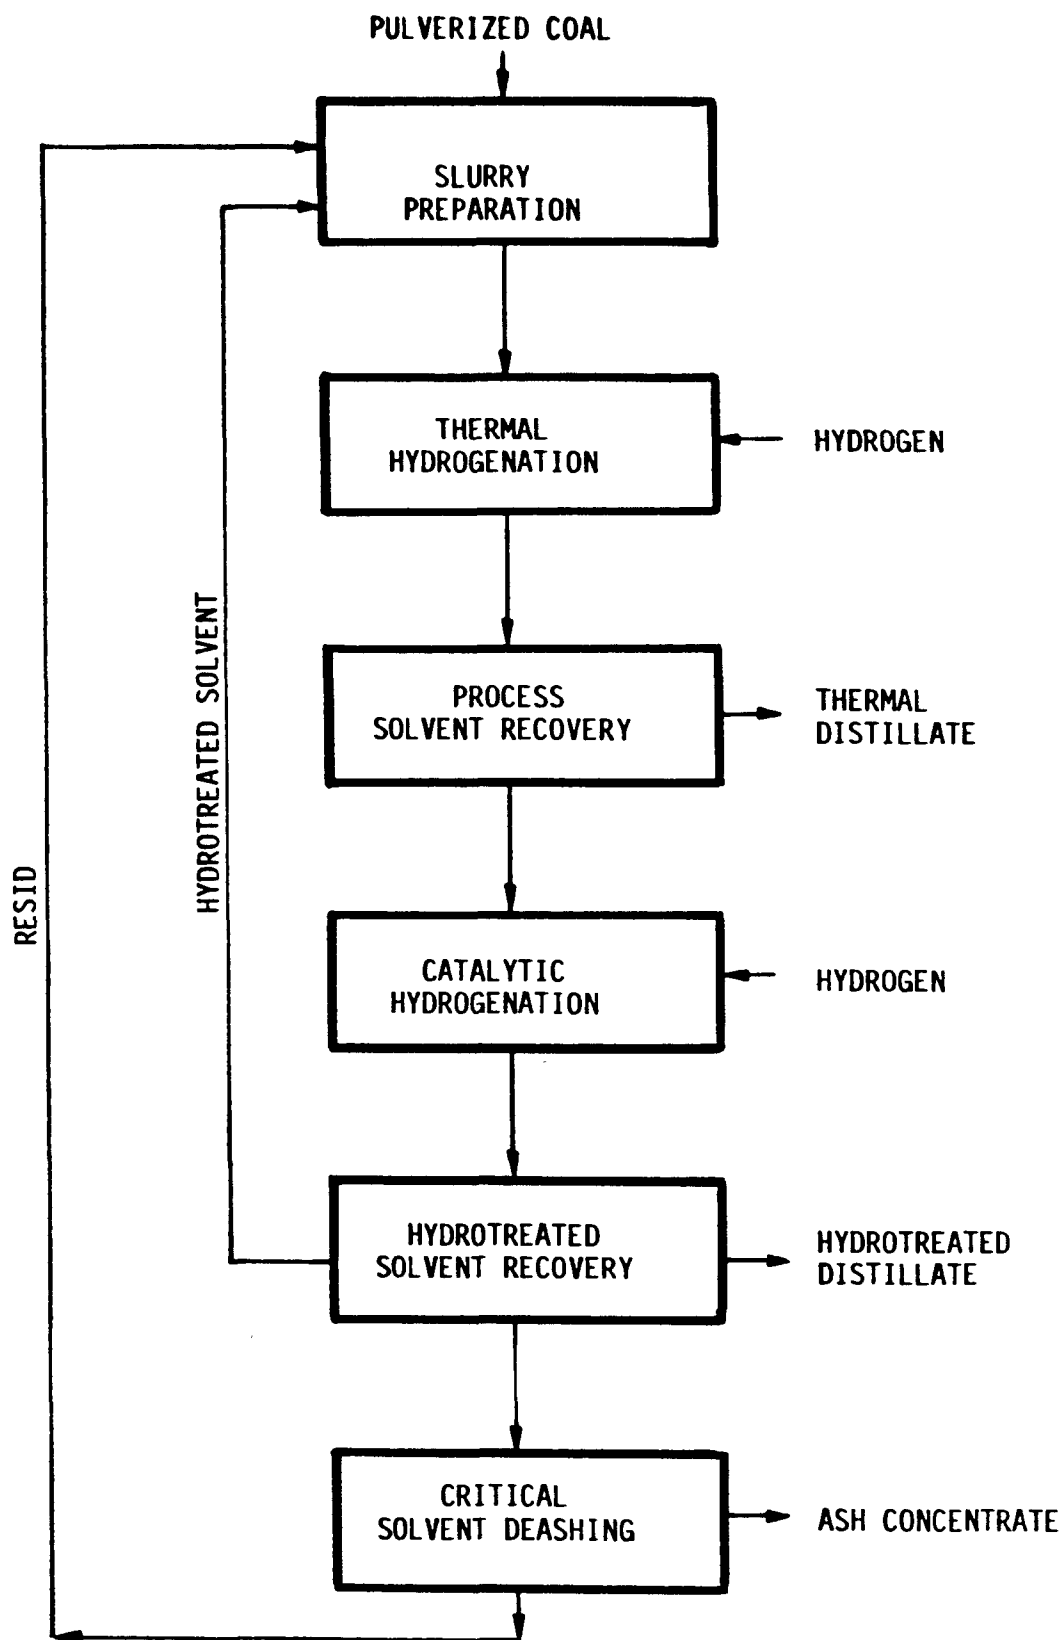 PULVERIZED COAL
SLURRY
PREPARATION
THERMAL
HYDROGENATION
HYDROGEN
HYDROTREATED SOLVENT
PROCESS
SOLVENT RECOVERY
THERMAL
DISTILLATE
RESID
CATALYTIC
HYDROGENATION
HYDROGEN
HYDROTREATED
SOLVENT RECOVERY
HYDROTREATED
DISTILLATE
CRITICAL
SOLVENT DEASHING
ASH CONCENTRATE